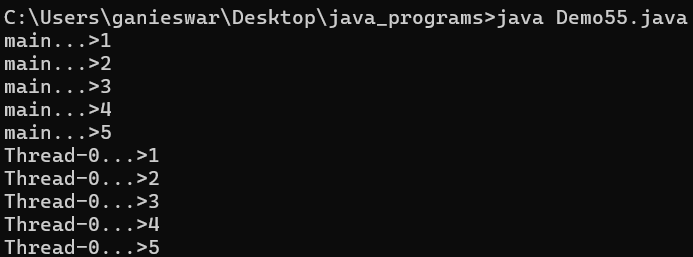 C:\Users\ganieswar\Desktop\java_programs>java Demo55.java
main...>1
main...>2
main...>3
main...>4
main...>5
Thread-0...>1
Thread-0...>2
Thread-0...>3
Thread-0...>4
Thread-0...>5